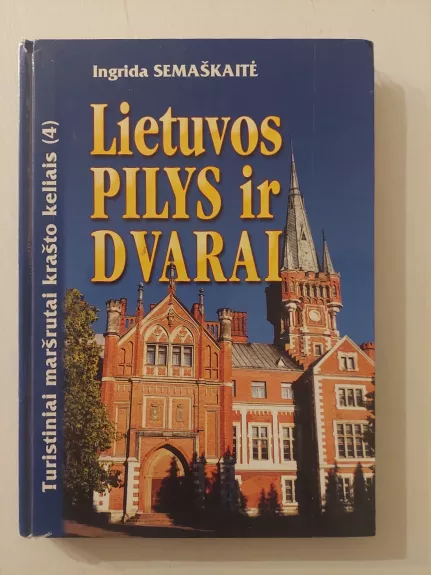 Ingrida SEMAŠKAITĖ
Lietuvos
PILYS ir
DVARAI
Turistiniai maršrutai krašto keliais (4)